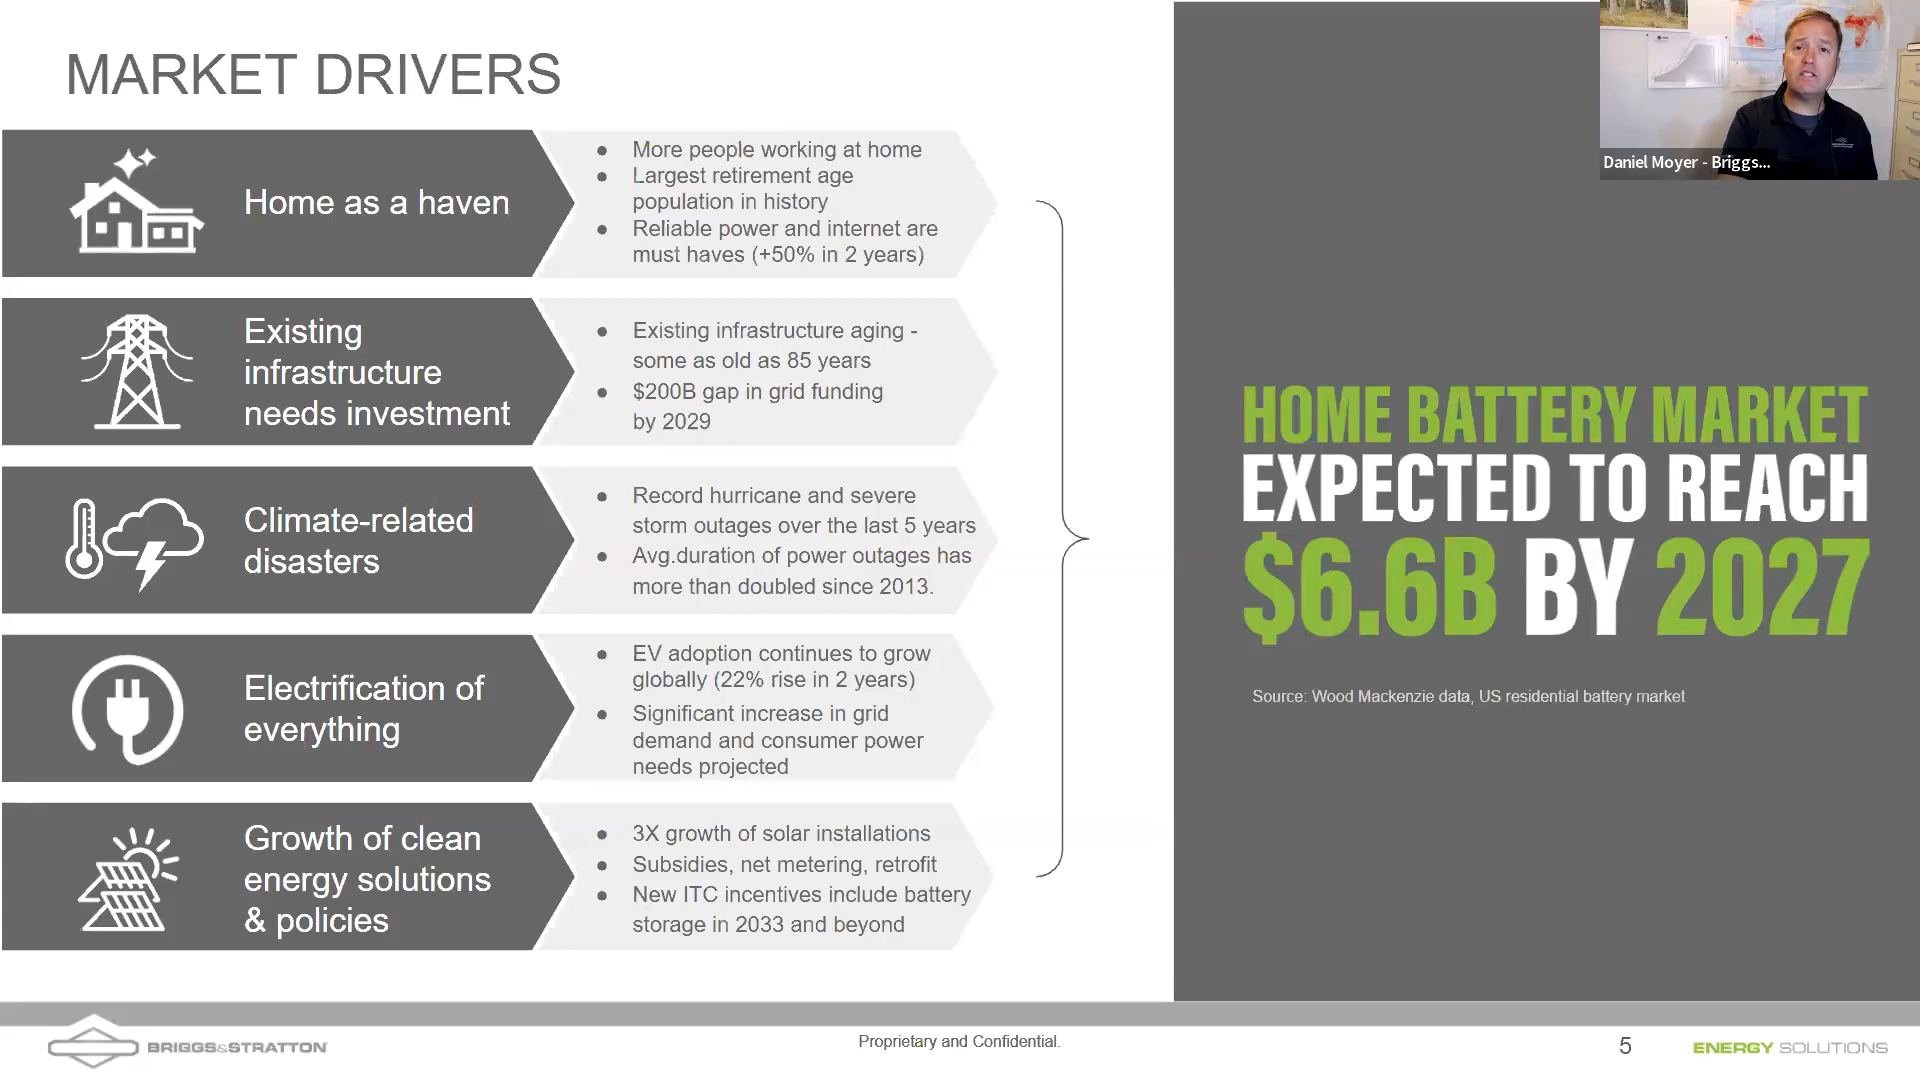 MARKET DRIVERS
Home as a haven
● More people working at home
● Largest retirement age
population in history
● Reliable power and internet are
must haves (+50% in 2 years)
Existing
infrastructure
needs investment
● Existing infrastructure aging -
some as old as 85 years
● $200B gap in grid funding
by 2029
Climate-related
disasters
● Record hurricane and severe
storm outages over the last 5 years
● Avg.duration of power outages has
more than doubled since 2013.
Electrification of
everything
● EV adoption continues to grow
globally (22% rise in 2 years)
● Significant increase in grid
demand and consumer power
needs projected
Growth of clean
energy solutions
& policies
● 3X growth of solar installations
● Subsidies, net metering, retrofit
● New ITC incentives include battery
storage in 2033 and beyond
Daniel Moyer - Briggs...
HOME BATTERY MARKET
EXPECTED TO REACH
$6.6B BY 2027
Source: Wood Mackenzie data, US residential battery market
BRIGGS&STRATTON
Proprietary and Confidential.
5
ENERGY SOLUTIONS